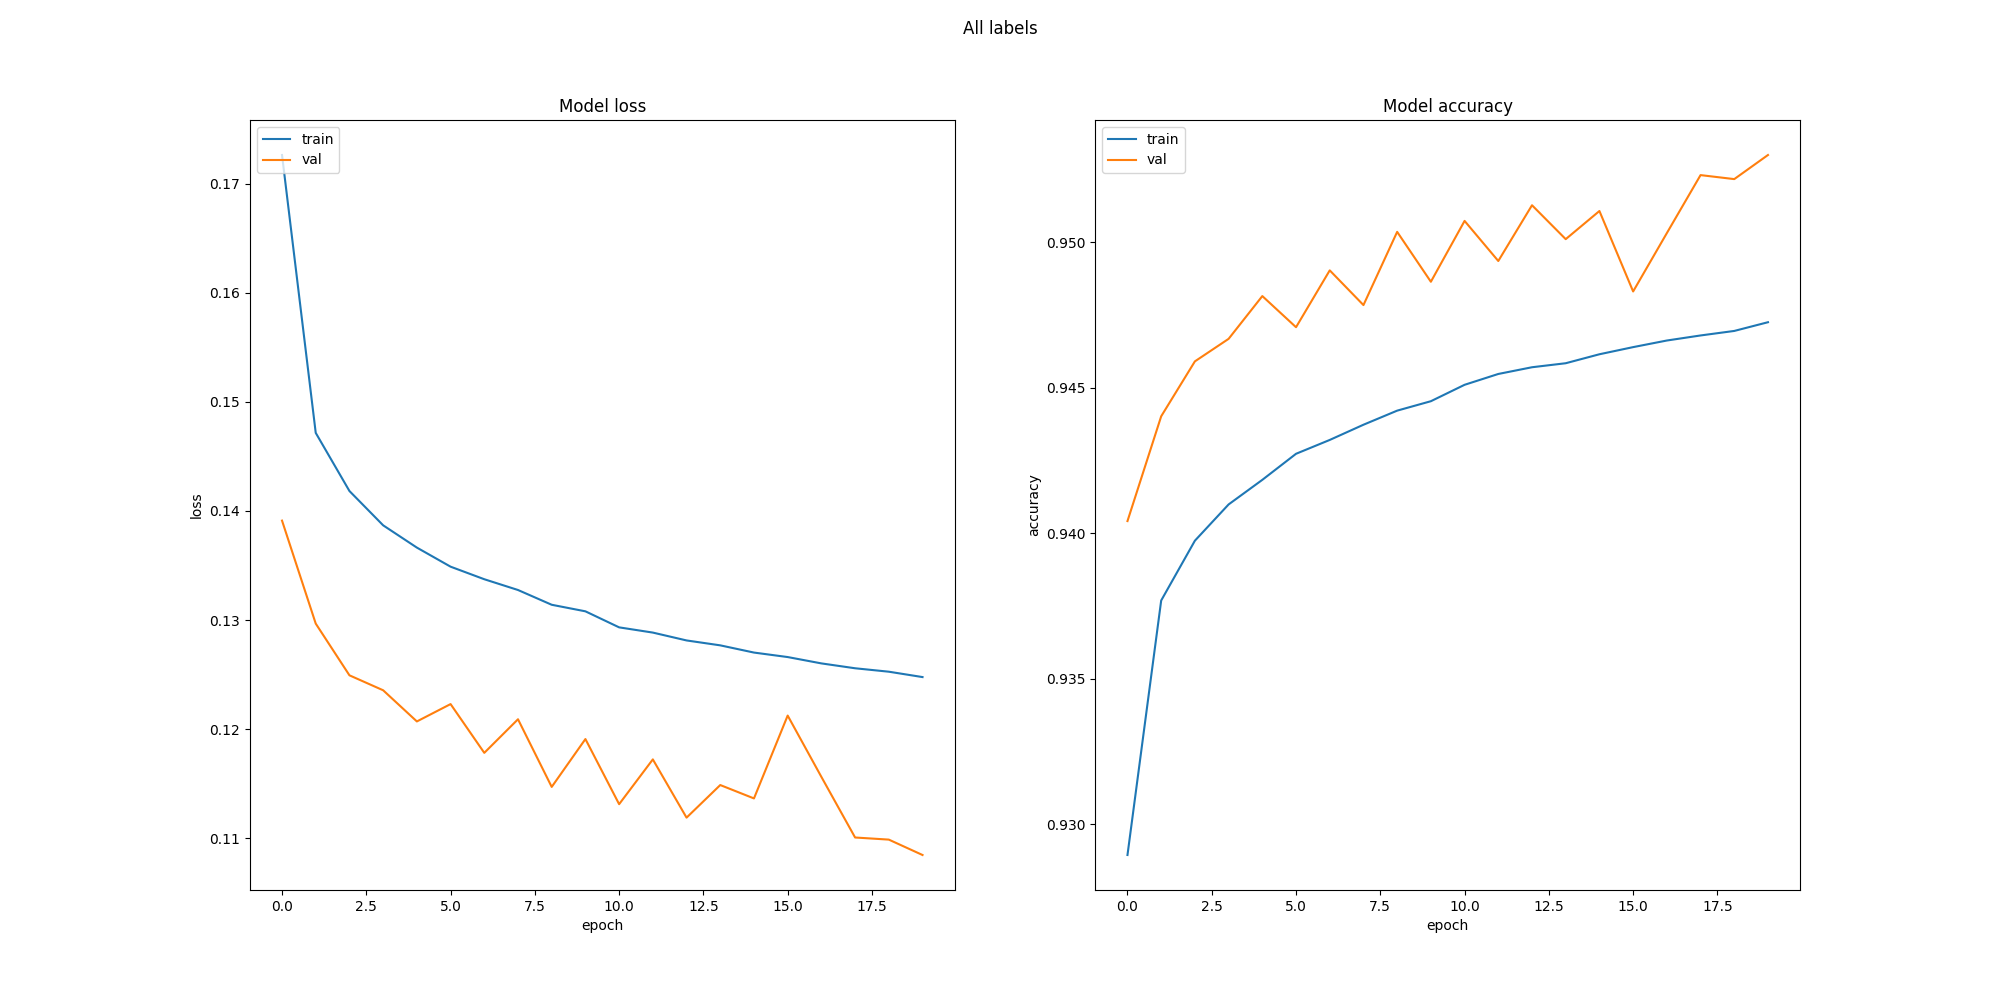 All labels
Model loss
train
val
0.17
0.16
0.15
0.14
0.13
0.12
0.11
loss
0.0 2.5 5.0 7.5 10.0 12.5 15.0 17.5
epoch
Model accuracy
train
val
0.950
0.945
0.940
0.935
0.930
accuracy
0.0 2.5 5.0 7.5 10.0 12.5 15.0 17.5
epoch